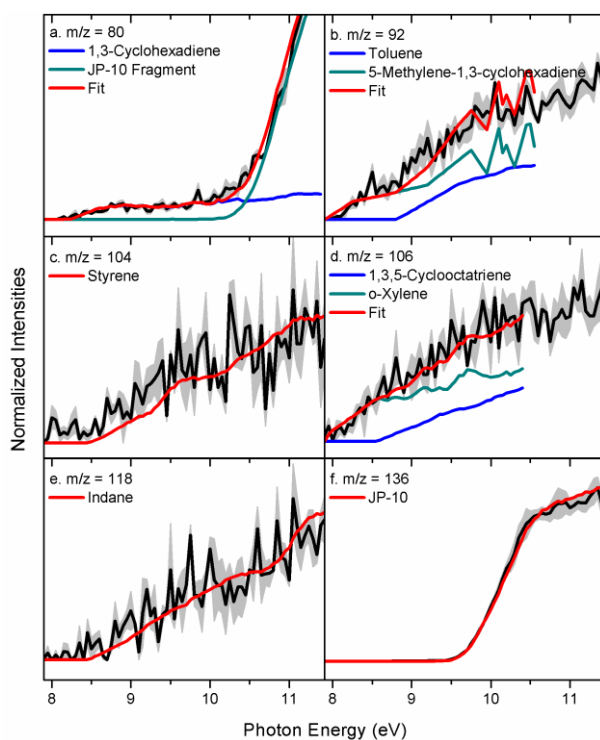 a. m/z = 80
1,3-Cyclohexadiene
JP-10 Fragment
Fit
b. m/z = 92
Toluene
5-Methylene-1,3-cyclohexadiene
Fit
c. m/z = 104
Styrene
d. m/z = 106
1,3,5-Cyclooctatriene
o-Xylene
Fit
e. m/z = 118
Indane
f. m/z = 136
JP-10
Normalized Intensities
8 9 10 11 8 9 10 11
Photon Energy (eV)